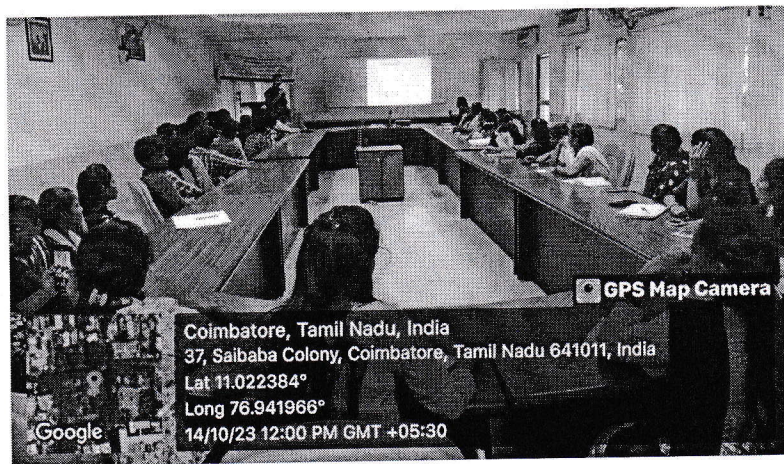 GPS Map Camera
Coimbatore, Tamil Nadu, India
37, Saibaba Colony, Coimbatore, Tamil Nadu 641011, India
Lat 11.022384°
Long 76.941966°
14/10/23 12:00 PM GMT +05:30
Google